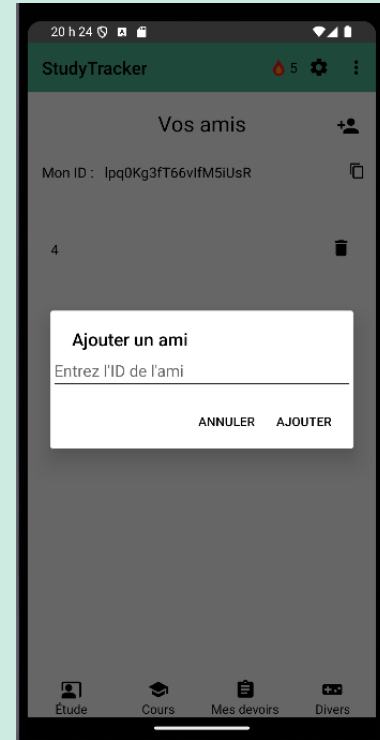 20 h 24
StudyTracker 5
Vos amis
Mon ID : lpq0Kg3fT66vIfM5iUsR
4
Ajouter un ami
Entrez l'ID de l'ami
ANNULER AJOUTER
Étude Cours Mes devoirs Divers